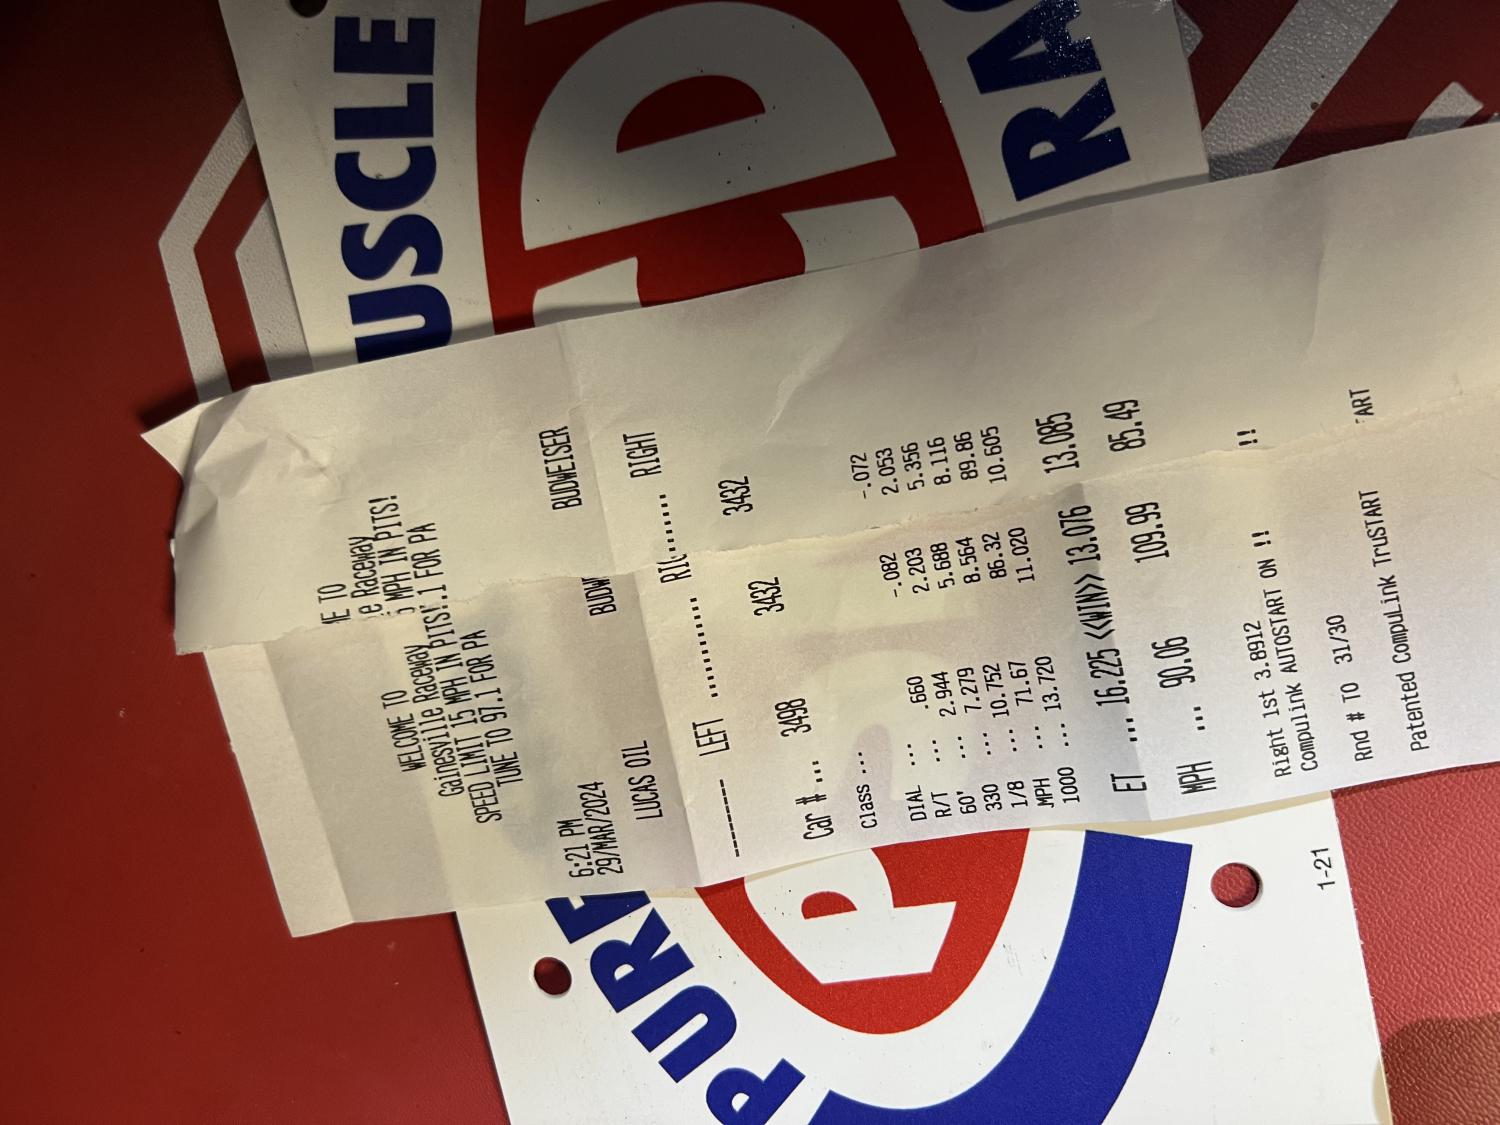 USCLE
RA
WELCOME TO
Gainesville Raceway
SPEED LIMIT 15 MPH IN PITS!
TUNE TO 97.1 FOR PA
6:21 PM
29/MAR/2024
LUCAS OIL BUDW
-------- LEFT ........... RI
Car # ... 3498 3432
Class ...
DIAL ...
R/T ... .660 -.082
60' ... 2.944 2.203
330 ... 7.279 5.688
1/8 ... 10.752 8.564
MPH ... 71.67 86.32
1000 ... 13.720 11.020
ET ... 16.225 <<WIN>> 13.076
MPH ... 90.06 109.99
Right 1st 3.8912
Compulink AUTOSTART ON !!
Rnd # TO 31/30
Patented CompuLink TruSTART
E TO
e Raceway
MPH IN PITS!
.1 FOR PA
BUDWEISER
....... RIGHT
3432
-.072
2.053
5.356
8.116
89.86
10.605
13.085
85.49
!!
ART
PURE
PU
P
1-21